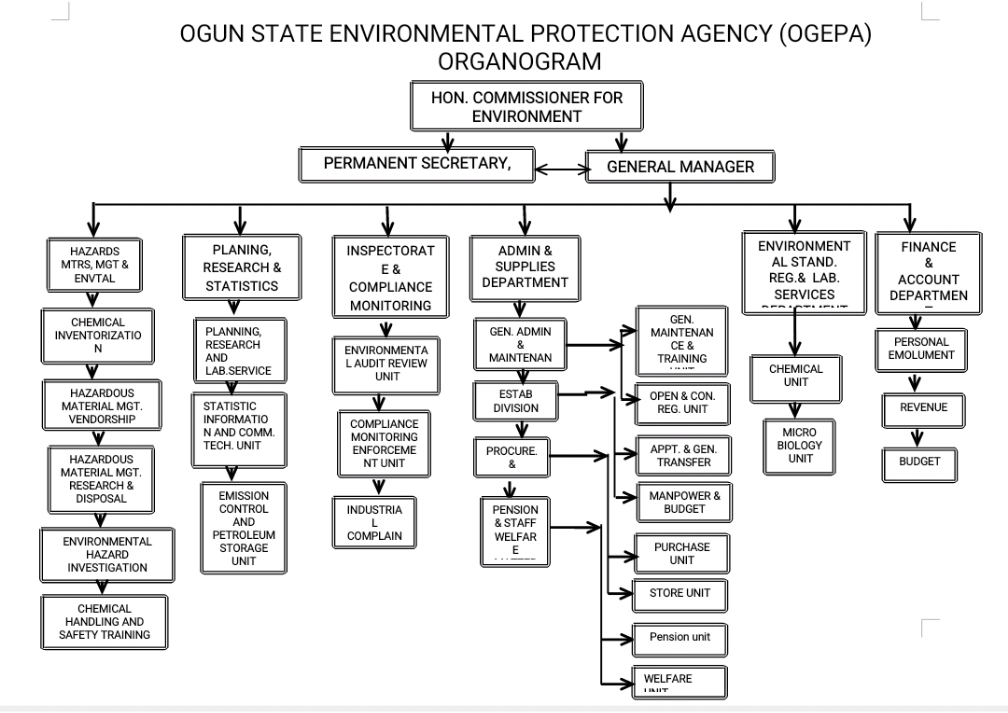 OGUN STATE ENVIRONMENTAL PROTECTION AGENCY (OGEPA)
ORGANOGRAM
HON. COMMISSIONER FOR
ENVIRONMENT
PERMANENT SECRETARY,
GENERAL MANAGER
HAZARDS
MTRS, MGT &
ENVTAL
CHEMICAL
INVENTORIZATIO
N
HAZARDOUS
MATERIAL MGT.
VENDORSHIP
HAZARDOUS
MATERIAL MGT.
RESEARCH &
DISPOSAL
ENVIRONMENTAL
HAZARD
INVESTIGATION
CHEMICAL
HANDLING AND
SAFETY TRAINING
PLANING,
RESEARCH &
STATISTICS
PLANNING,
RESEARCH
AND
LAB.SERVICE
STATISTIC
INFORMATIO
N AND COMM.
TECH. UNIT
EMISSION
CONTROL
AND
PETROLEUM
STORAGE
UNIT
INSPECTORAT
E &
COMPLIANCE
MONITORING
ENVIRONMENTA
L AUDIT REVIEW
UNIT
COMPLIANCE
MONITORING
ENFORCEME
NT UNIT
INDUSTRIA
L
COMPLAIN
ADMIN &
SUPPLIES
DEPARTMENT
GEN. ADMIN
&
MAINTENAN
ESTAB
DIVISION
PROCURE.
&
PENSION
& STAFF
WELFAR
E
GEN.
MAINTENAN
CE &
TRAINING
UNIT
OPEN & CON.
REG. UNIT
APPT. & GEN.
TRANSFER
MANPOWER &
BUDGET
PURCHASE
UNIT
STORE UNIT
Pension unit
WELFARE
UNIT
ENVIRONMENT
AL STAND.
REG.& LAB.
SERVICES
DEPARTMENT
CHEMICAL
UNIT
MICRO
BIOLOGY
UNIT
FINANCE
&
ACCOUNT
DEPARTMEN
PERSONAL
EMOLUMENT
REVENUE
BUDGET